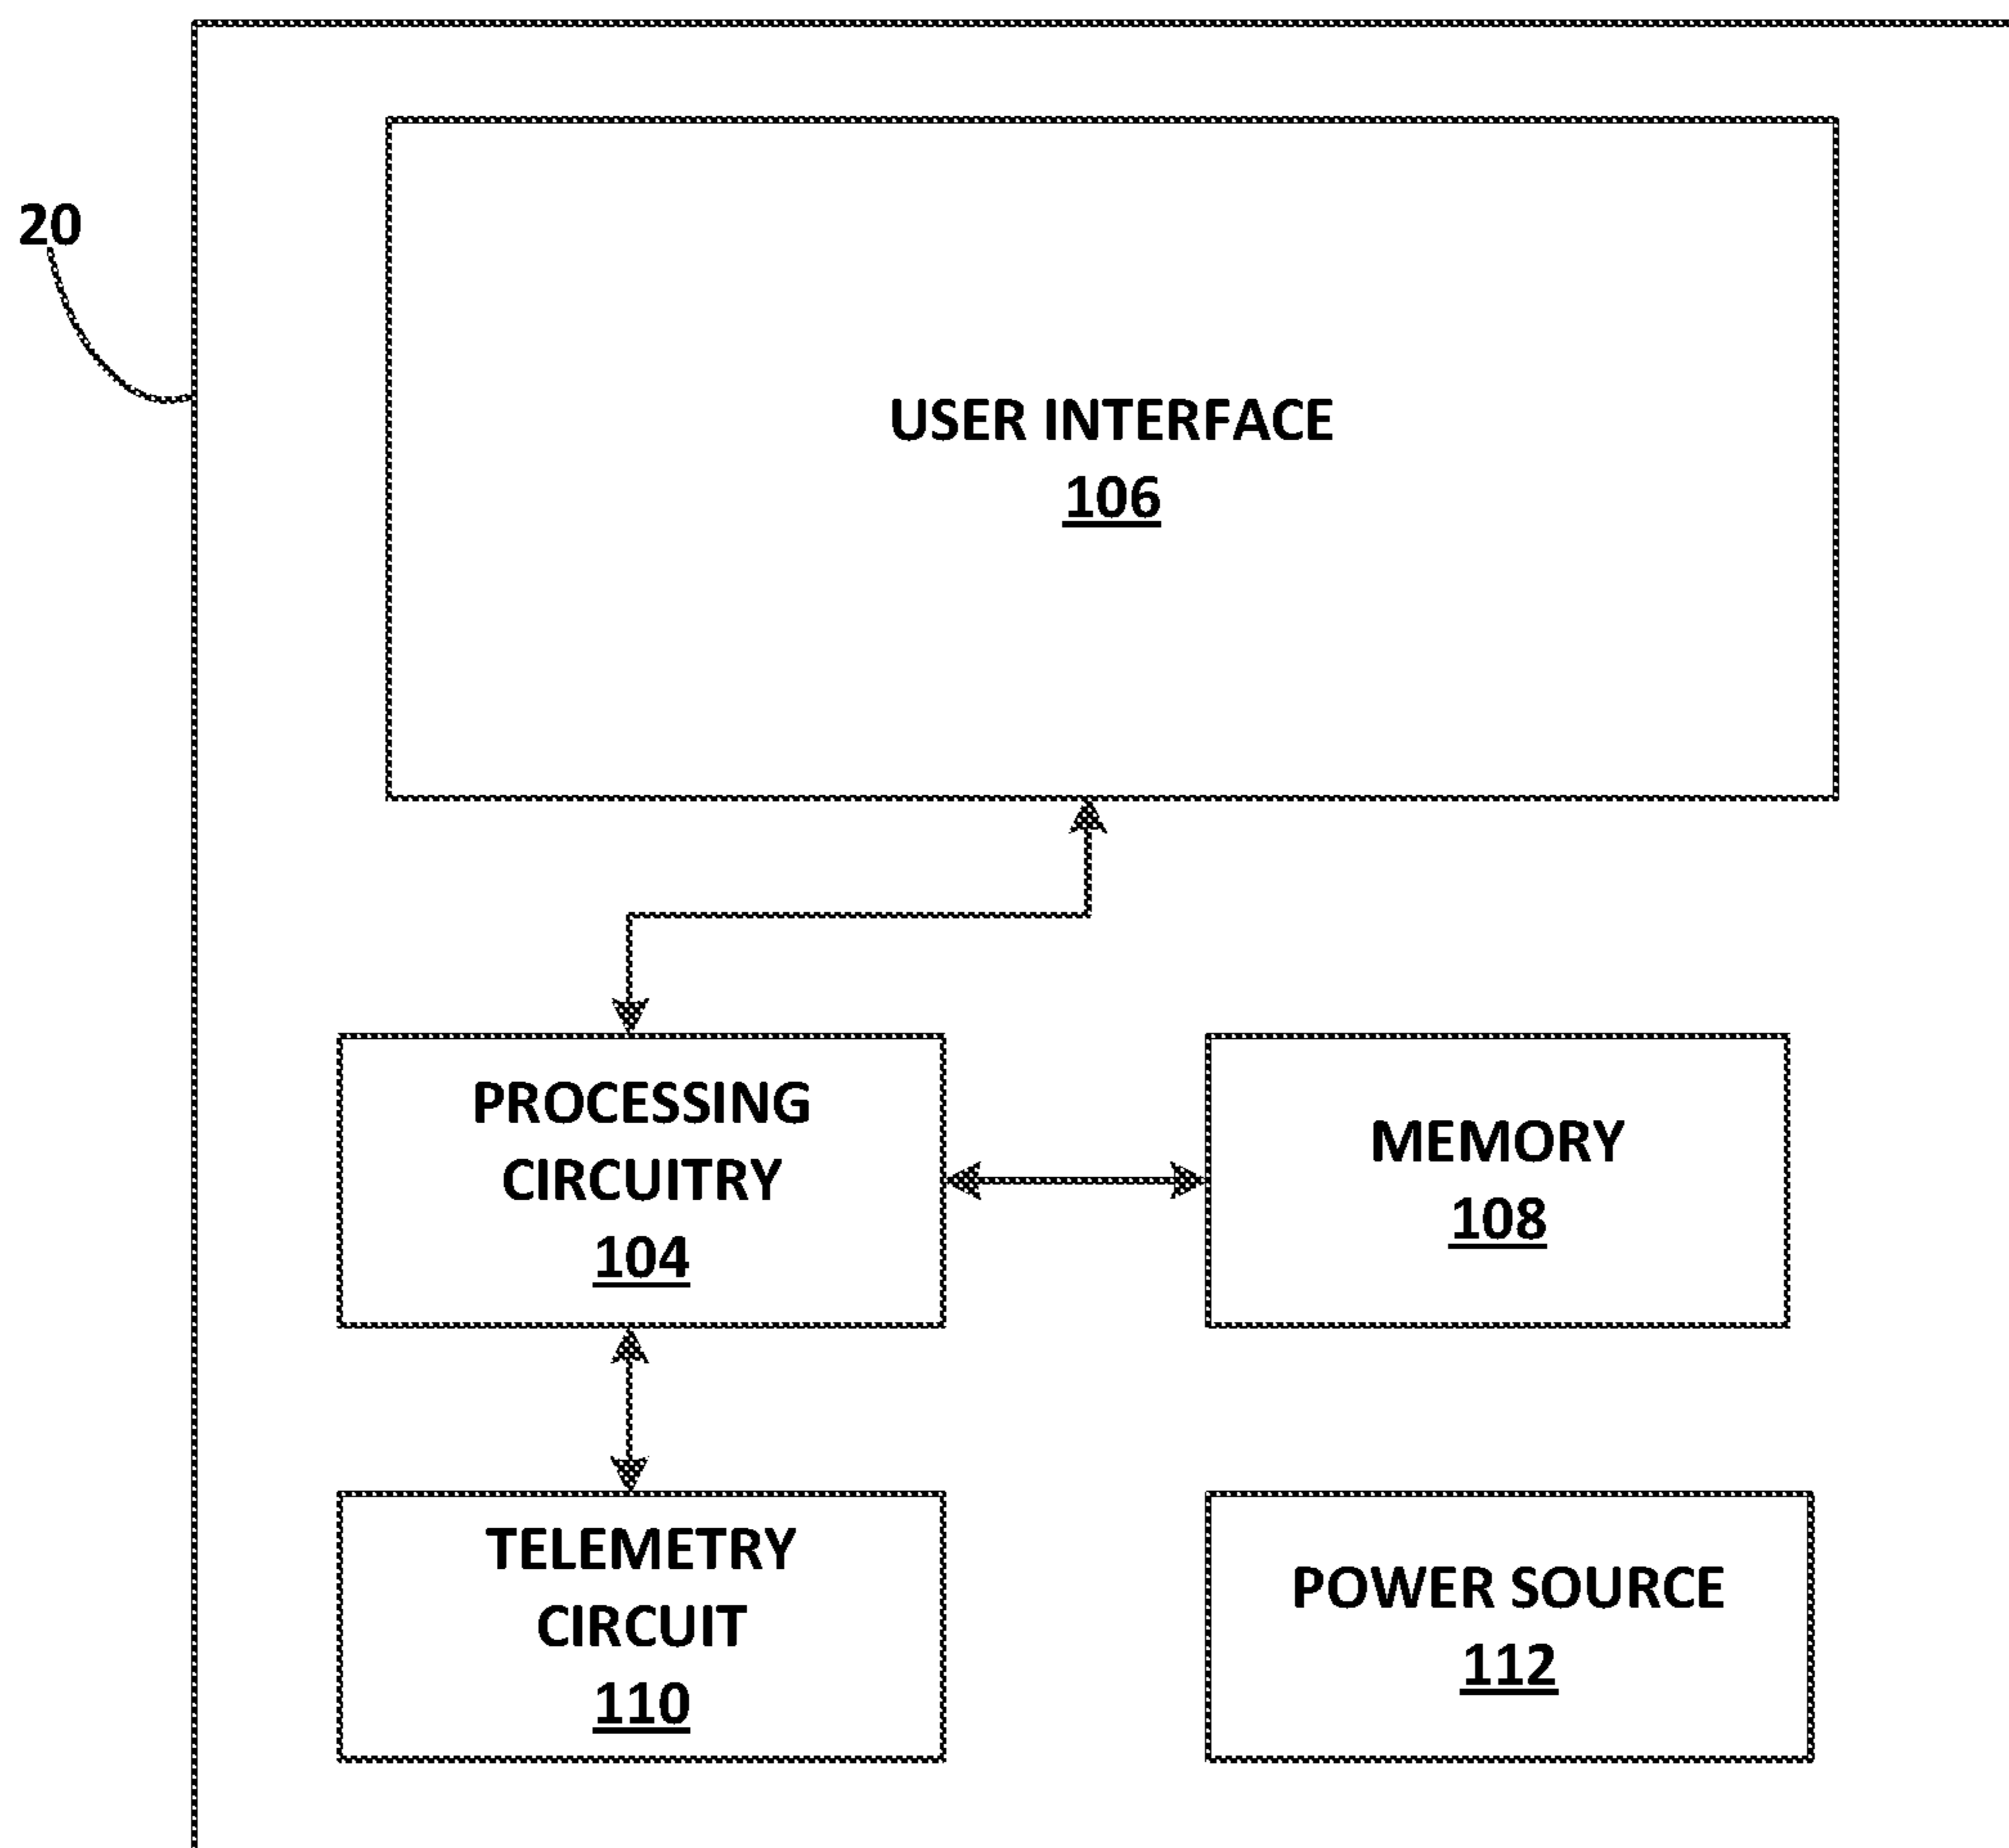 20
USER INTERFACE
106
PROCESSING
CIRCUITRY
104
MEMORY
108
TELEMETRY
CIRCUIT
110
POWER SOURCE
112